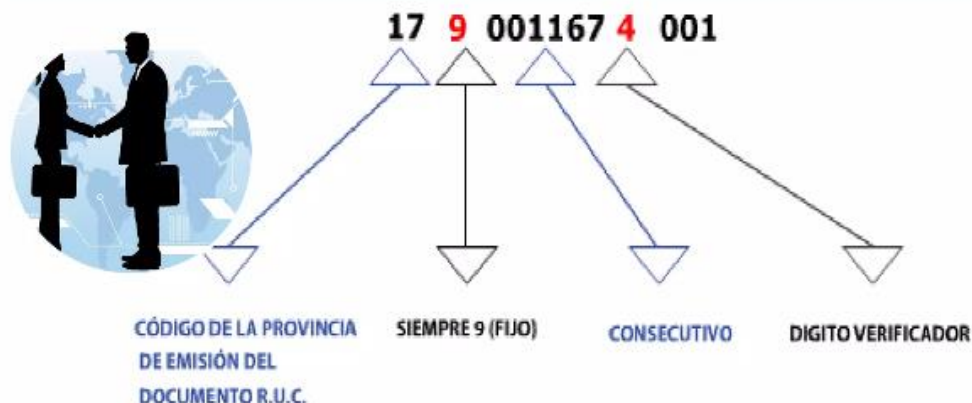 17 9 001167 4 001
CÓDIGO DE LA PROVINCIA
DE EMISIÓN DEL
DOCUMENTO R.U.C.
SIEMPRE 9 (FIJO)
CONSECUTIVO
DIGITO VERIFICADOR